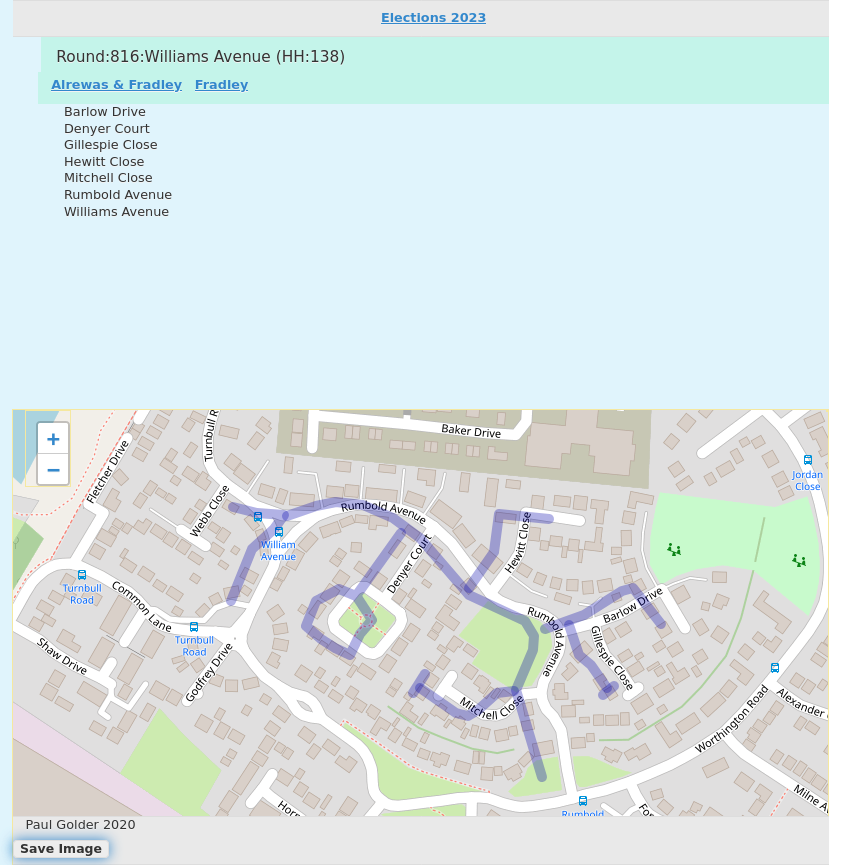 Elections 2023
Round:816:Williams Avenue (HH:138)
Alrewas & Fradley Fradley
Barlow Drive
Denyer Court
Gillespie Close
Hewitt Close
Mitchell Close
Rumbold Avenue
Williams Avenue
+
−
Fletcher Drive
Turnbull R
Baker Drive
Jordan
Close
Webb Close
Rumbold Avenue
William
Avenue
Denyer Court
Hewitt Close
Turnbull
Road
Common Lane
Turnbull
Road
Shaw Drive
Godfrey Drive
Rumbold Avenue
Barlow Drive
Gillespie Close
Mitchell Close
Worthington Road
Alexander
Milne A
Horn
Rumbold
For
Paul Golder 2020
Save Image